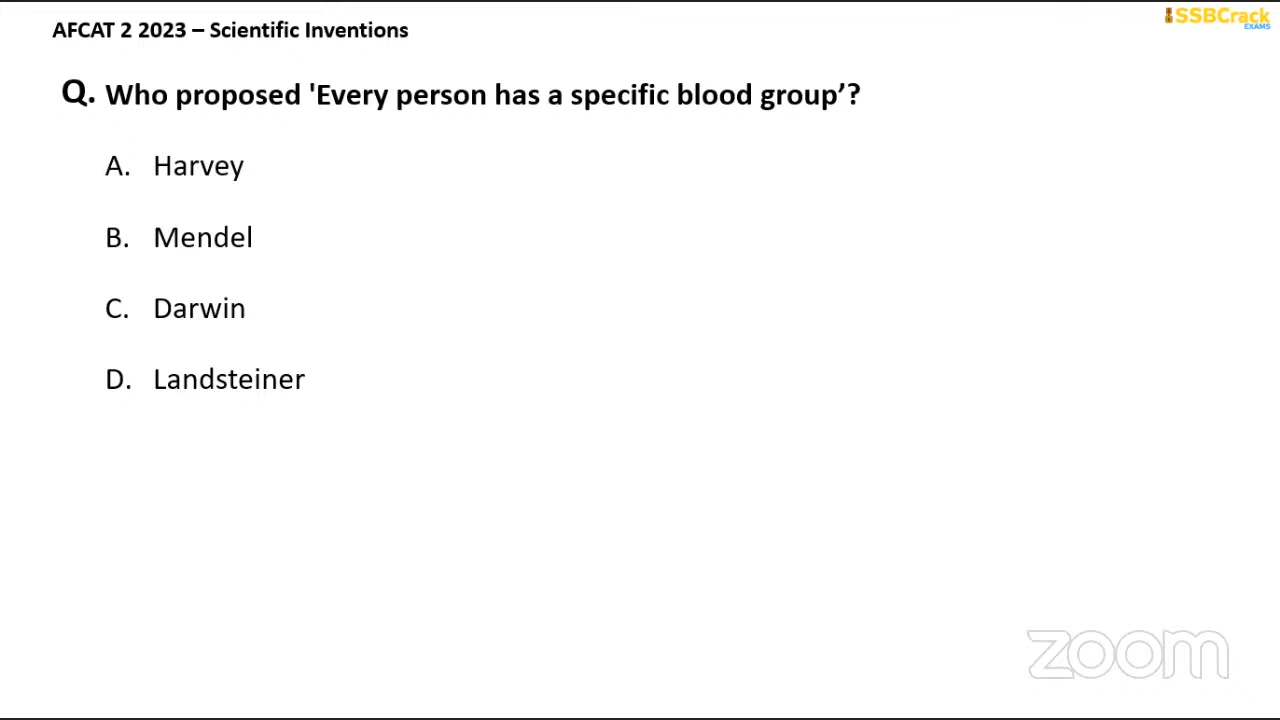 AFCAT 2 2023 – Scientific Inventions
SSBCrack
EXAMS
Q. Who proposed 'Every person has a specific blood group’?
A. Harvey
B. Mendel
C. Darwin
D. Landsteiner
zoom